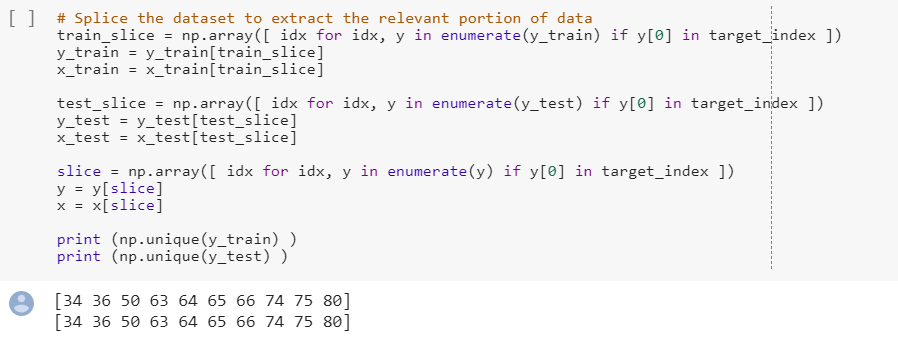 [ ] # Splice the dataset to extract the relevant portion of data
train_slice = np.array([ idx for idx, y in enumerate(y_train) if y[0] in target_index ])
y_train = y_train[train_slice]
x_train = x_train[train_slice]
test_slice = np.array([ idx for idx, y in enumerate(y_test) if y[0] in target_index ])
y_test = y_test[test_slice]
x_test = x_test[test_slice]
slice = np.array([ idx for idx, y in enumerate(y) if y[0] in target_index ])
y = y[slice]
x = x[slice]
print (np.unique(y_train) )
print (np.unique(y_test) )
[34 36 50 63 64 65 66 74 75 80]
[34 36 50 63 64 65 66 74 75 80]